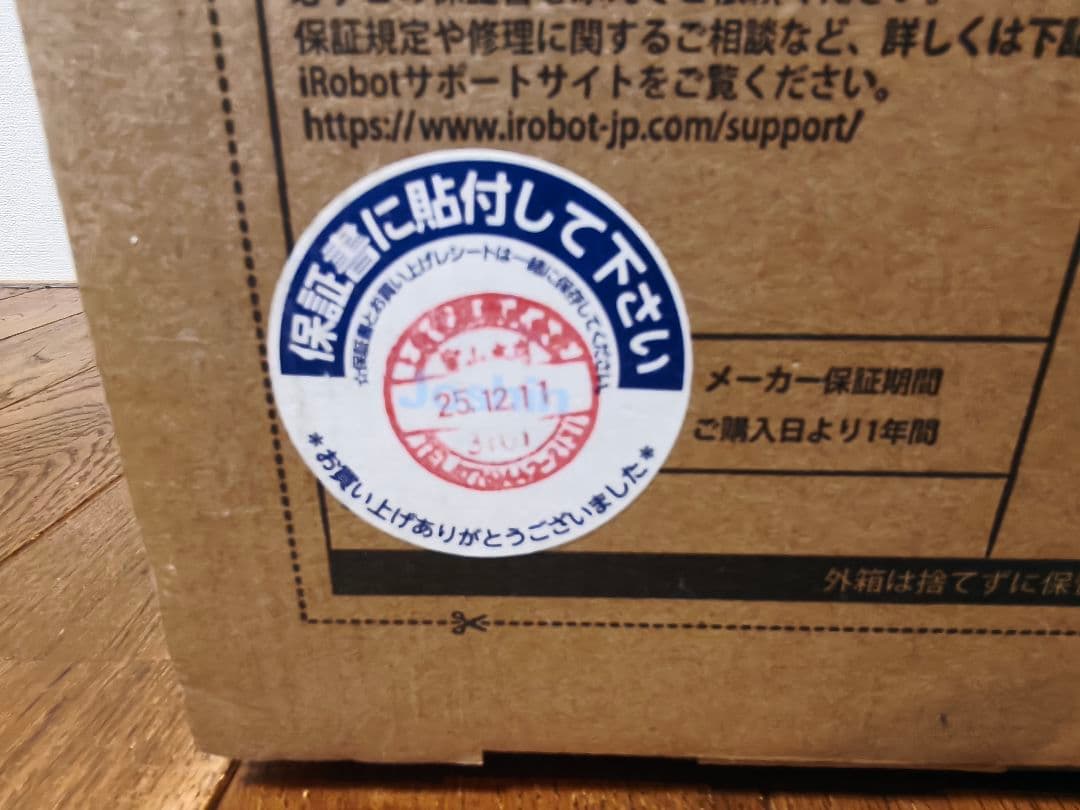 保証規定や修理に関するご相談など、詳しくは下記
iRobotサポートサイトをご覧ください。
https://www.irobot-jp.com/support/
保証書に貼付して下さい
☆保証書とお買い上げレシートは一緒に保存してください
Joshin
25.12.11
*お買い上げありがとうございました*
メーカー保証期間
ご購入日より1年間
外箱は捨てずに保